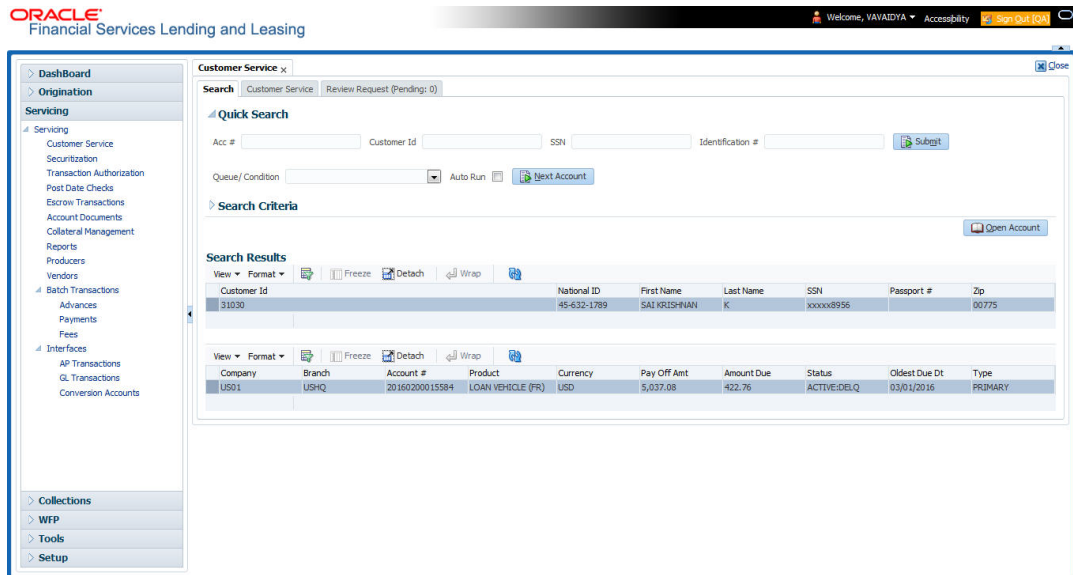 ORACLE
Financial Services Lending and Leasing
Welcome, VAVAIDYA Accessibility Sign Out [QA]
Close
DashBoard
Origination
Servicing
Servicing
Customer Service
Securitization
Transaction Authorization
Post Date Checks
Escrow Transactions
Account Documents
Collateral Management
Reports
Producers
Vendors
Batch Transactions
Advances
Payments
Fees
Interfaces
AP Transactions
GL Transactions
Conversion Accounts
Collections
WFP
Tools
Setup
Customer Service x
Search Customer Service Review Request (Pending: 0)
Quick Search
Acc # Customer Id SSN Identification # Submit
Queue/ Condition Auto Run Next Account
Search Criteria
Open Account
Search Results
View Format Freeze Detach Wrap
Customer Id National ID First Name Last Name SSN Passport # Zip
31030 45-632-1789 SAI KRISHNAN K xxxxx8956 00775
View Format Freeze Detach Wrap
Company Branch Account # Product Currency Pay Off Amt Amount Due Status Oldest Due Dt Type
US01 USHQ 20160200015584 LOAN VEHICLE (FR) USD 5,037.08 422.76 ACTIVE:DELQ 03/01/2016 PRIMARY